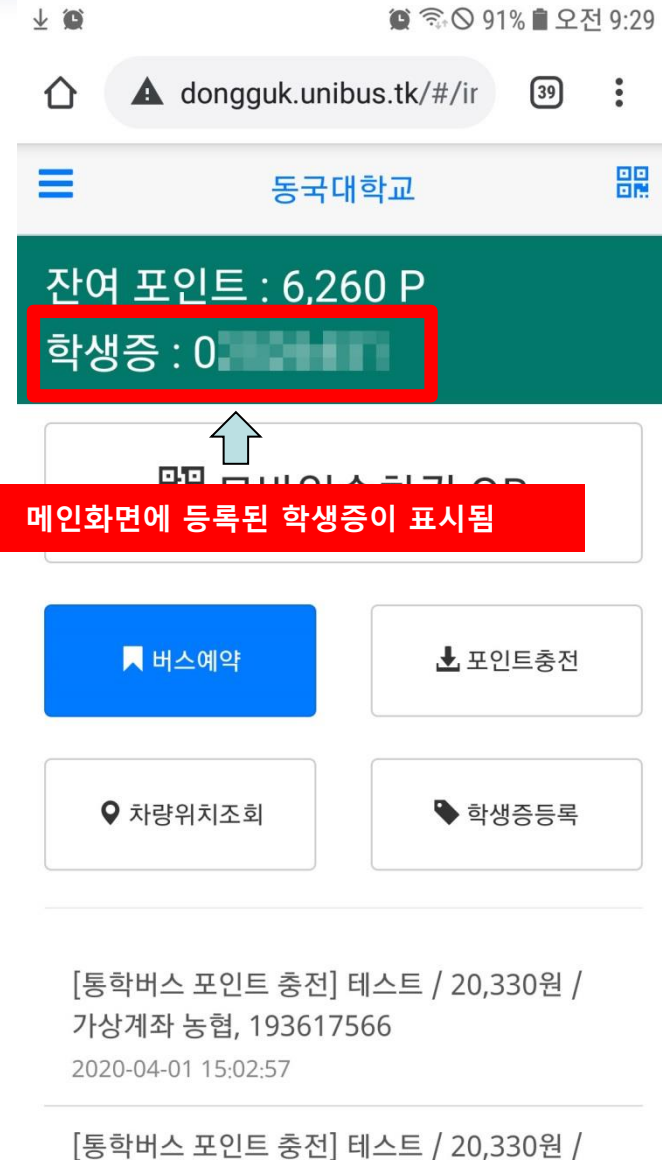 91% 오전 9:29
dongguk.unibus.tk/#/ir 39
동국대학교
잔여 포인트 : 6,260 P
학생증 : 0
메인화면에 등록된 학생증이 표시됨
버스예약 포인트충전
차량위치조회 학생증등록
[통학버스 포인트 충전] 테스트 / 20,330원 /
가상계좌 농협, 193617566
2020-04-01 15:02:57
[통학버스 포인트 충전] 테스트 / 20,330원 /